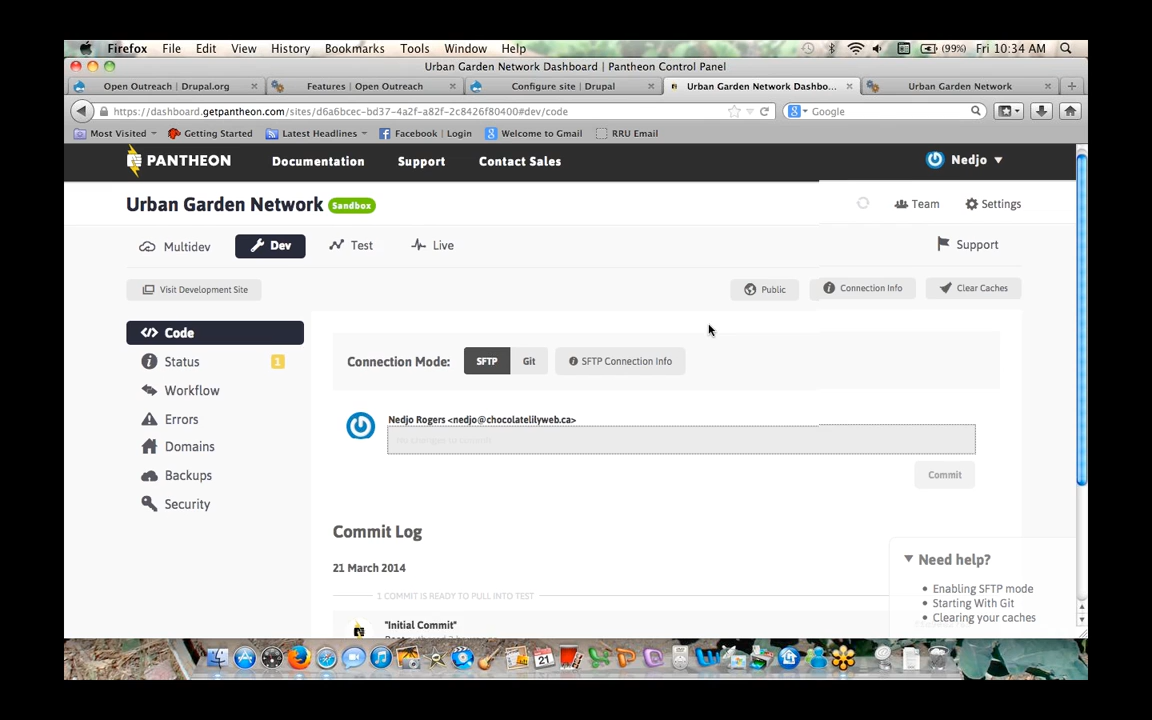 Firefox File Edit View History Bookmarks Tools Window Help (99%) Fri 10:34 AM
Urban Garden Network Dashboard | Pantheon Control Panel
Open Outreach | Drupal.org Features | Open Outreach Configure site | Drupal Urban Garden Network Dashbo... Urban Garden Network
https://dashboard.getpantheon.com/sites/d6a6bcec-bd37-4a2f-a82f-2c8426f80400#dev/code Google
Most Visited Getting Started Latest Headlines Facebook | Login Welcome to Gmail RRU Email
PANTHEON Documentation Support Contact Sales Nedjo
Urban Garden Network Sandbox Team Settings
Multidev Dev Test Live Support
Visit Development Site Public Connection Info Clear Caches
Code
Connection Mode: SFTP Git SFTP Connection Info
Status 1
Workflow
Errors
Domains
Backups
Security
Nedjo Rogers <nedjo@chocolatelilyweb.ca>
Commit
Commit Log
21 March 2014
1 COMMIT IS READY TO PULL INTO TEST
"Initial Commit"
Need help?
Enabling SFTP mode
Starting With Git
Clearing your caches
21